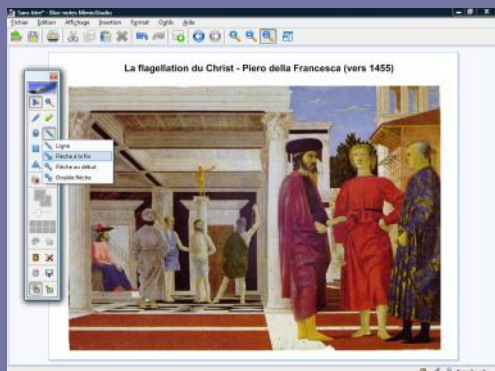 Sans titre* - Bloc-notes MimioStudio
Fichier Edition Affichage Insertion Format Outils Aide
La flagellation du Christ - Piero della Francesca (vers 1455)
Ligne
Flèche à la fin
Flèche au début
Double flèche